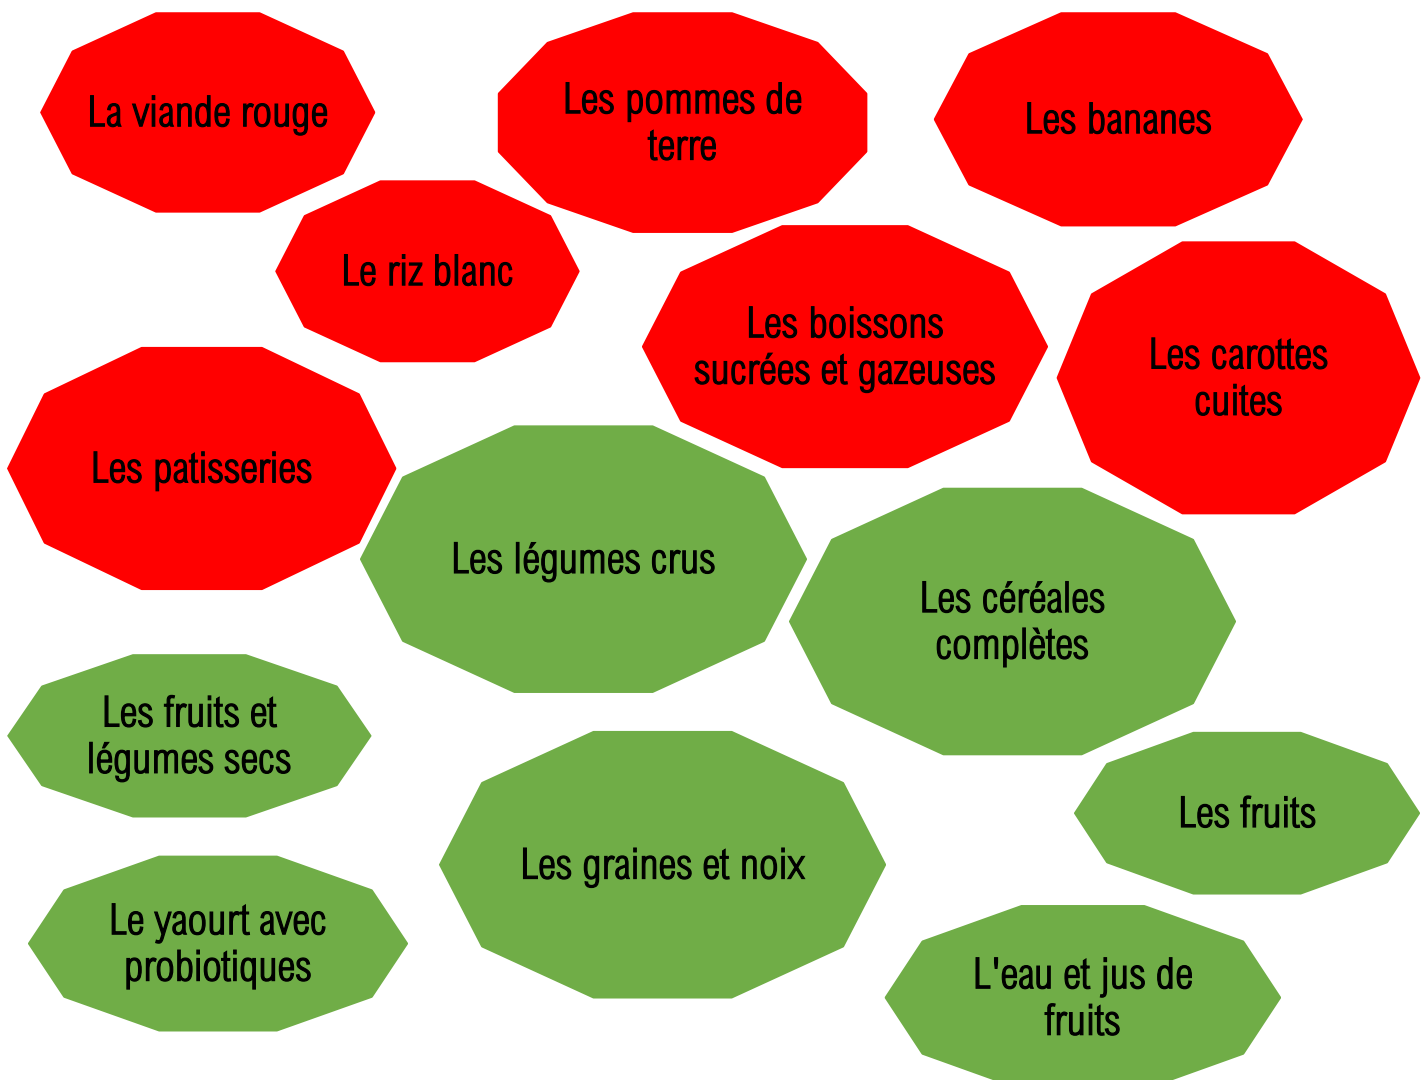 La viande rouge
Les pommes de
terre
Les bananes
Le riz blanc
Les boissons
sucrées et gazeuses
Les carottes
cuites
Les patisseries
Les légumes crus
Les céréales
complètes
Les fruits et
légumes secs
Les fruits
Les graines et noix
Le yaourt avec
probiotiques
L'eau et jus de
fruits